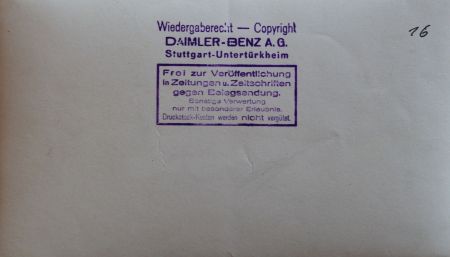 Wiedergaberecht — Copyright
DAIMLER-BENZ A.G.
Stuttgart-Untertürkheim
Frei zur Veröffentlichung
in Zeitungen u. Zeitschriften
gegen Belegsendung.
Sonstige Verwertung
nur mit besonderer Erlaubnis.
Druckstock-Kosten werden nicht vergütet.
16